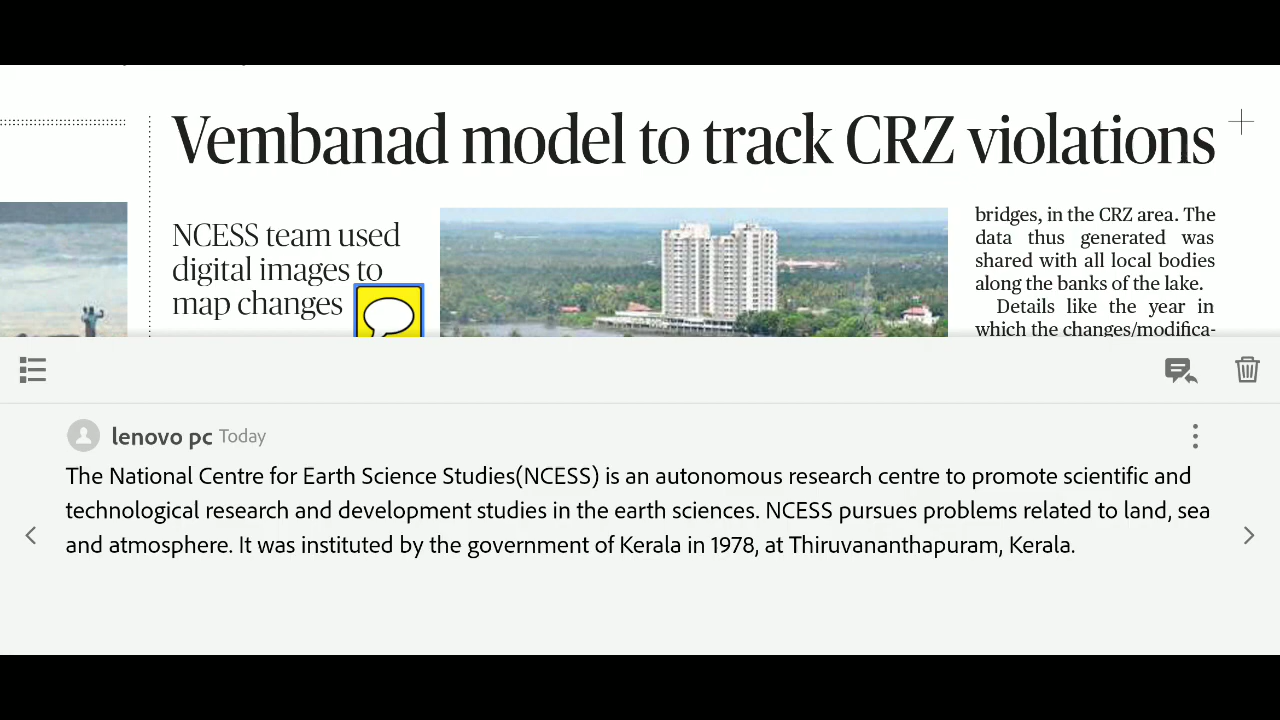 Vembanad model to track CRZ violations
NCESS team used
digital images to
map changes
bridges, in the CRZ area. The
data thus generated was
shared with all local bodies
along the banks of the lake.
Details like the year in
which the changes/modifica-
lenovo pc Today
The National Centre for Earth Science Studies(NCESS) is an autonomous research centre to promote scientific and
technological research and development studies in the earth sciences. NCESS pursues problems related to land, sea
and atmosphere. It was instituted by the government of Kerala in 1978, at Thiruvananthapuram, Kerala.